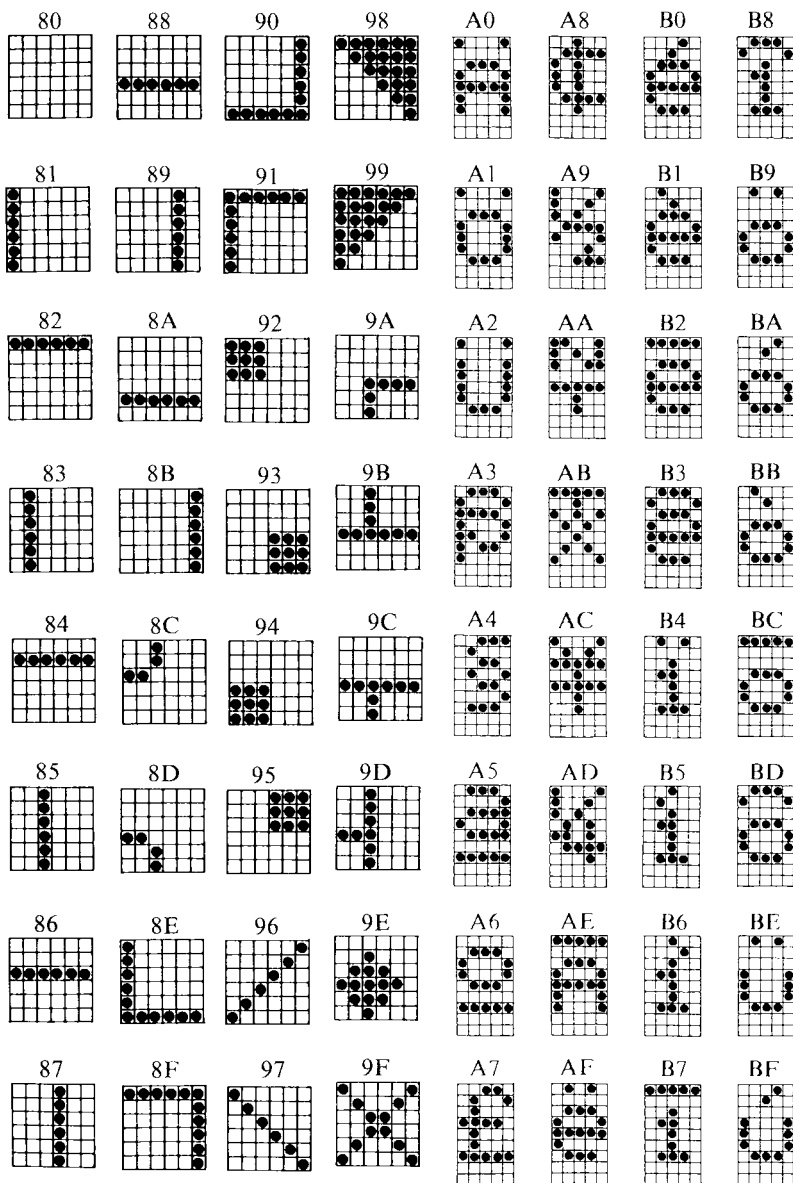 80 88 90 98 A0 A8 B0 B8
81 89 91 99 A1 A9 B1 B9
82 8A 92 9A A2 AA B2 BA
83 8B 93 9B A3 AB B3 BB
84 8C 94 9C A4 AC B4 BC
85 8D 95 9D A5 AD B5 BD
86 8E 96 9E A6 AE B6 BE
87 8F 97 9F A7 AF B7 BF